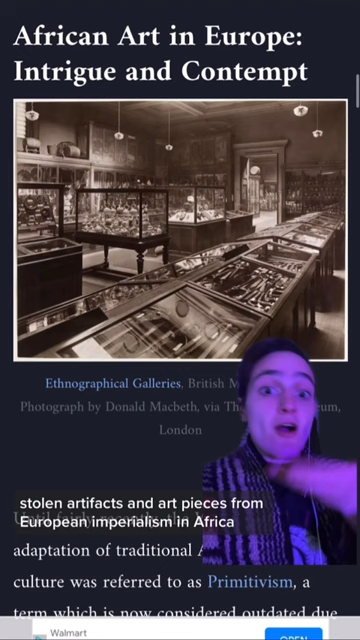 African Art in Europe:
Intrigue and Contempt
Ethnographical Galleries, British M
Photograph by Donald Macbeth, via Th um,
London
stolen artifacts and art pieces from
European imperialism in Africa
adaptation of traditional A
culture was referred to as Primitivism, a
term which is now considered outdated due
Walmart
OPEN